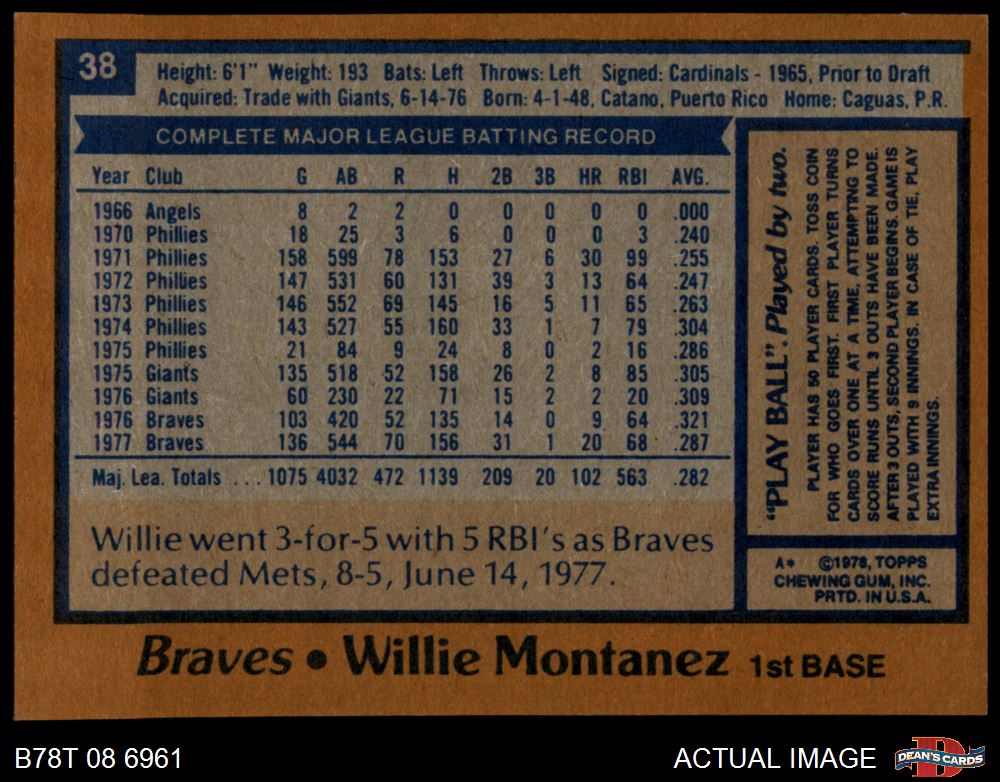 38
Height: 6'1" Weight: 193 Bats: Left Throws: Left Signed: Cardinals - 1965, Prior to Draft
Acquired: Trade with Giants, 6-14-76 Born: 4-1-48, Catano, Puerto Rico Home: Caguas, P.R.
COMPLETE MAJOR LEAGUE BATTING RECORD
Year Club G AB R H 2B 3B HR RBI AVG.
1966 Angels 8 2 2 0 0 0 0 0 .000
1970 Phillies 18 25 3 6 0 0 0 3 .240
1971 Phillies 158 599 78 153 27 6 30 99 .255
1972 Phillies 147 531 60 131 39 3 13 64 .247
1973 Phillies 146 552 69 145 16 5 11 65 .263
1974 Phillies 143 527 55 160 33 1 7 79 .304
1975 Phillies 21 84 9 24 8 0 2 16 .286
1975 Giants 135 518 52 158 26 2 8 85 .305
1976 Giants 60 230 22 71 15 2 2 20 .309
1976 Braves 103 420 52 135 14 0 9 64 .321
1977 Braves 136 544 70 156 31 1 20 68 .287
Maj. Lea. Totals ... 1075 4032 472 1139 209 20 102 563 .282
Willie went 3-for-5 with 5 RBI's as Braves
defeated Mets, 8-5, June 14, 1977.
"PLAY BALL". Played by two.
PLAYER HAS 50 PLAYER CARDS. TOSS COIN
FOR WHO GOES FIRST. FIRST PLAYER TURNS
CARDS OVER ONE AT A TIME, ATTEMPTING TO
SCORE RUNS UNTIL 3 OUTS HAVE BEEN MADE.
AFTER 3 OUTS, SECOND PLAYER BEGINS. GAME IS
PLAYED WITH 9 INNINGS. IN CASE OF TIE, PLAY
EXTRA INNINGS.
A* ©1978, TOPPS
CHEWING GUM, INC.
PRTD. IN U.S.A.
Braves • Willie Montanez 1st BASE
B78T 08 6961
ACTUAL IMAGE
D
DEAN'S CARDS